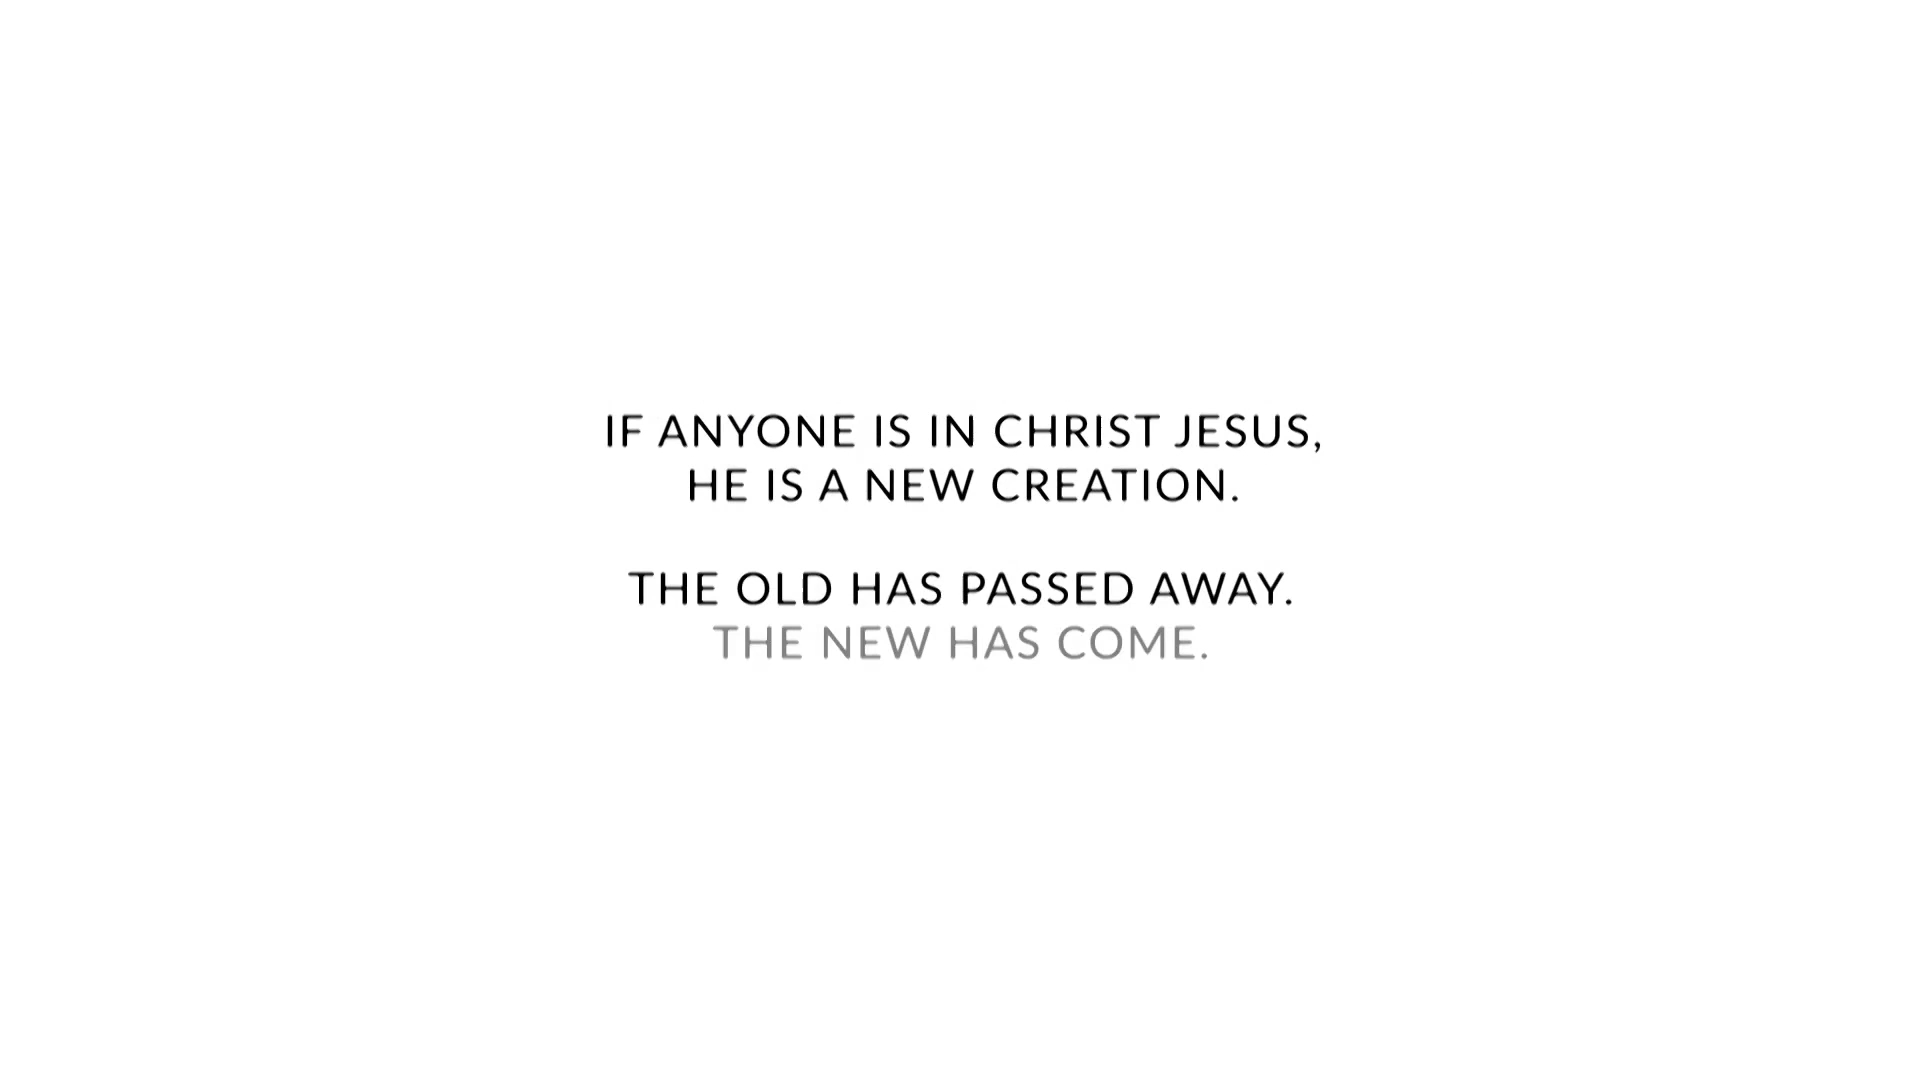 IF ANYONE IS IN CHRIST JESUS,
HE IS A NEW CREATION.
THE OLD HAS PASSED AWAY.
THE NEW HAS COME.